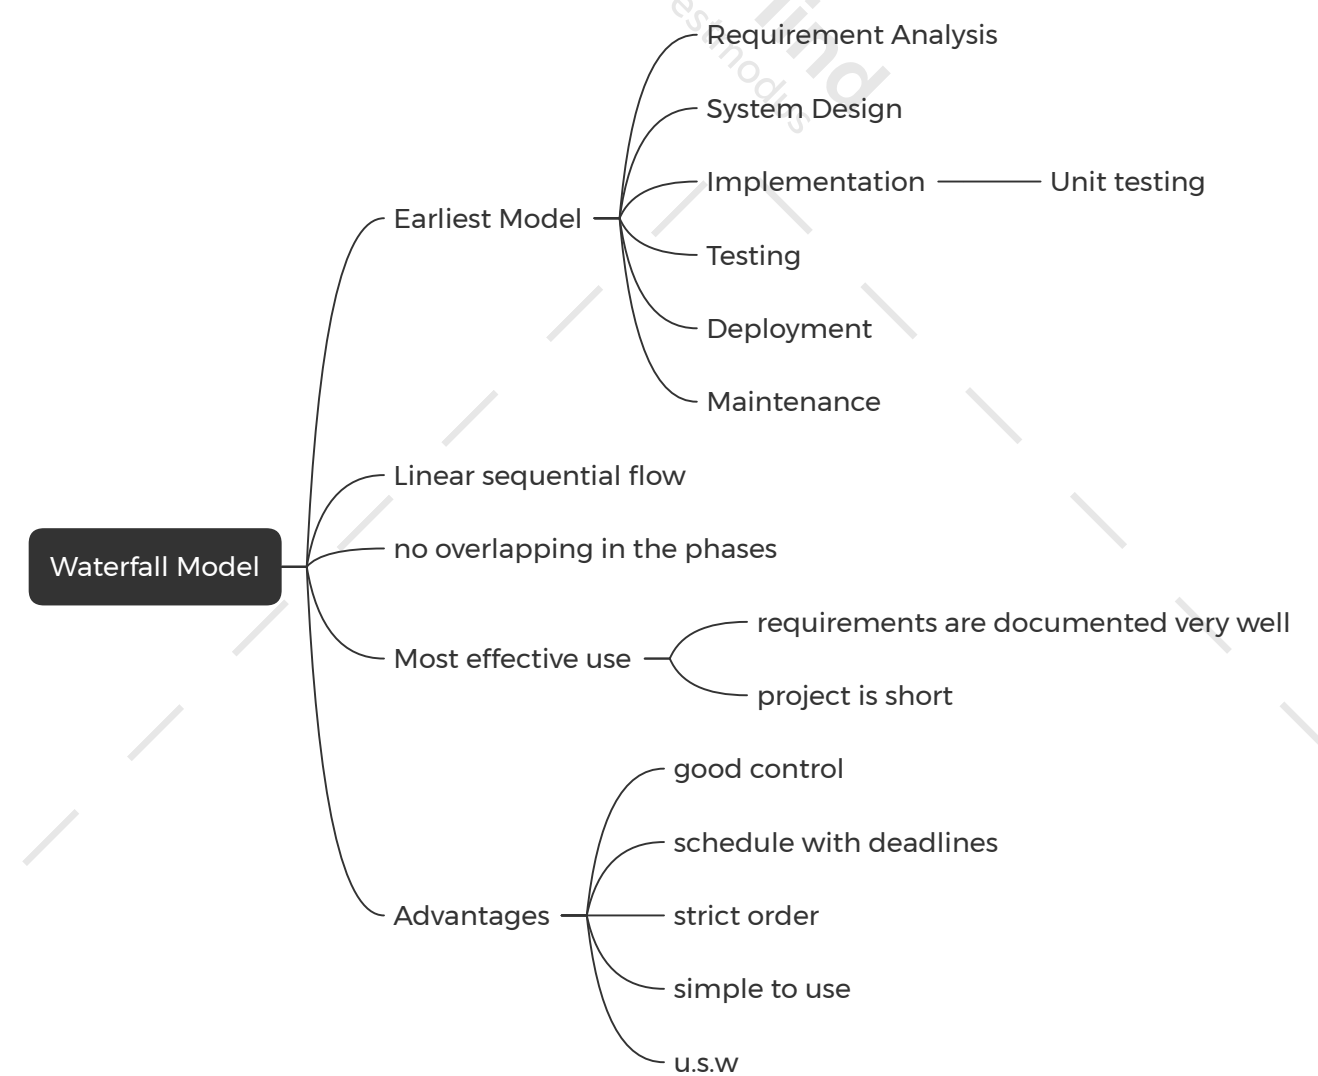 Requirement Analysis
System Design
Implementation
Unit testing
Earliest Model
Testing
Deployment
Maintenance
Linear sequential flow
no overlapping in the phases
Waterfall Model
Most effective use
requirements are documented very well
project is short
Advantages
good control
schedule with deadlines
strict order
simple to use
u.s.w